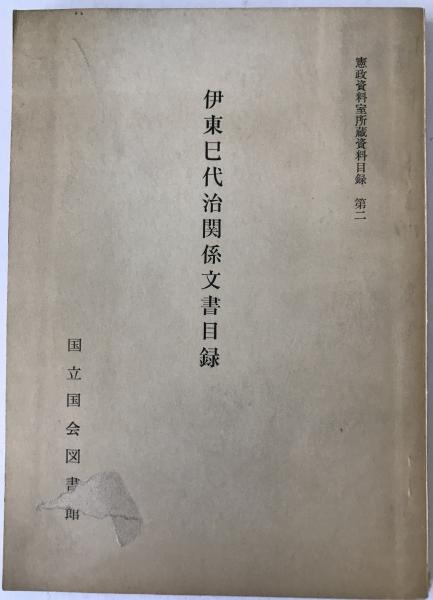 憲政資料室所蔵資料目録 第二
伊東巳代治関係文書目録
国立国会図書館